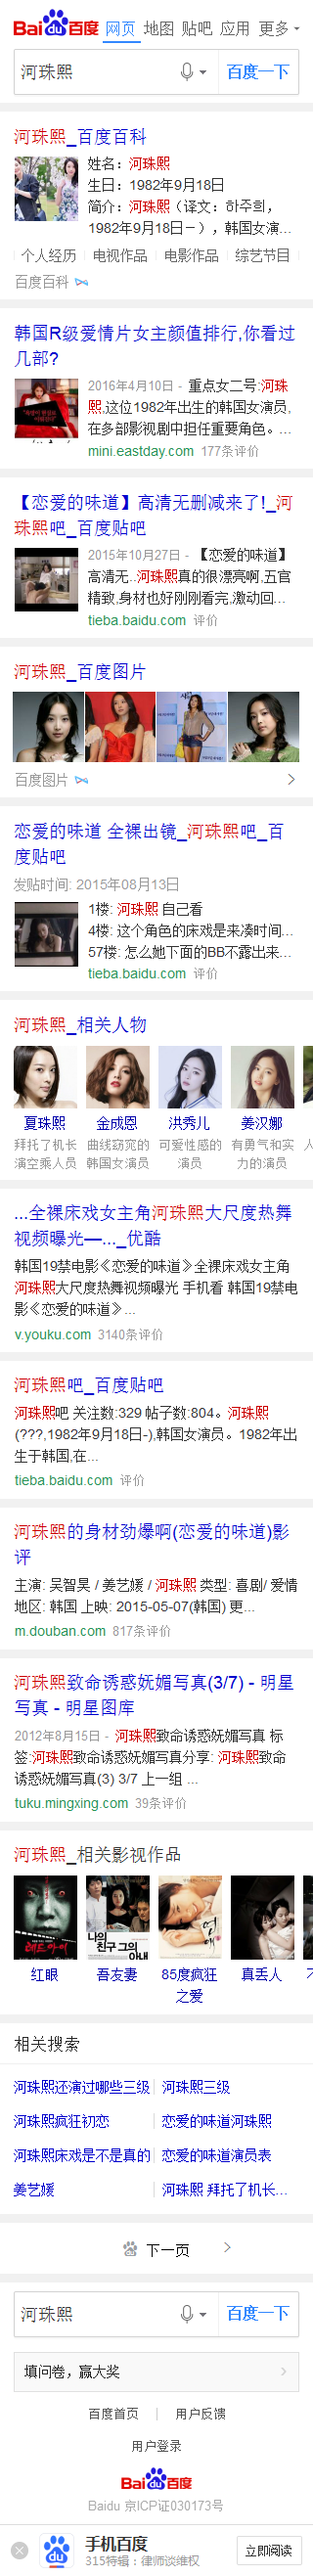 Bai du 百度 网页 地图 贴吧 应用 更多
河珠熙 百度一下
河珠熙_百度百科
姓名：河珠熙
生日：1982年9月18日
简介：河珠熙（译文：하주희，
1982年9月18日－），韩国女演...
个人经历 电视作品 电影作品 综艺节目
百度百科
韩国R级爱情片女主颜值排行,你看过
几部?
2016年4月10日 - 重点女二号:河珠
熙,这位1982年出生的韩国女演员,
在多部影视剧中担任重要角色。...
mini.eastday.com 177条评价
【恋爱的味道】高清无删减来了!_河
珠熙吧_百度贴吧
2015年10月27日 - 【恋爱的味道】
高清无..河珠熙真的很漂亮啊,五官
精致,身材也好刚刚看完,激动回...
tieba.baidu.com 评价
河珠熙_百度图片
百度图片
恋爱的味道 全裸出镜_河珠熙吧_百
度贴吧
发贴时间: 2015年08月13日
1楼: 河珠熙 自己看
4楼: 这个角色的床戏是来凑时间...
57楼: 怎么她下面的BB不露出来...
tieba.baidu.com 评价
河珠熙_相关人物
夏珠熙 金成恩 洪秀儿 姜汉娜
拜托了机长 曲线窈窕的 可爱性感的 有勇气和实
演空乘人员 韩国女演员 演员 力的演员
...全裸床戏女主角河珠熙大尺度热舞
视频曝光—..._优酷
韩国19禁电影《恋爱的味道》全裸床戏女主角
河珠熙大尺度热舞视频曝光 手机看 韩国19禁电
影《恋爱的味道》...
v.youku.com 3140条评价
河珠熙吧_百度贴吧
河珠熙吧 关注数:329 帖子数:804。河珠熙
(???,1982年9月18日-),韩国女演员。1982年出
生于韩国,在...
tieba.baidu.com 评价
河珠熙的身材劲爆啊(恋爱的味道)影
评
主演: 吴智昊 / 姜艺媛 / 河珠熙 类型: 喜剧/ 爱情
地区: 韩国 上映: 2015-05-07(韩国) 更...
m.douban.com 817条评价
河珠熙致命诱惑妩媚写真(3/7) - 明星
写真 - 明星图库
2012年8月15日 - 河珠熙致命诱惑妩媚写真 标
签:河珠熙致命诱惑妩媚写真分享: 河珠熙致命
诱惑妩媚写真(3) 3/7 上一组 ...
tuku.mingxing.com 39条评价
河珠熙_相关影视作品
레드아이 나의 친구 그의 아내
红眼 吾友妻 85度疯狂 真丢人
之爱
相关搜索
河珠熙还演过哪些三级 河珠熙三级
河珠熙疯狂初恋 恋爱的味道河珠熙
河珠熙床戏是不是真的 恋爱的味道演员表
姜艺媛 河珠熙 拜托了机长...
下一页
河珠熙 百度一下
填问卷，赢大奖
百度首页 用户反馈
用户登录
Bai du 百度
Baidu 京ICP证030173号
手机百度
315特辑：律师谈维权
立即阅读